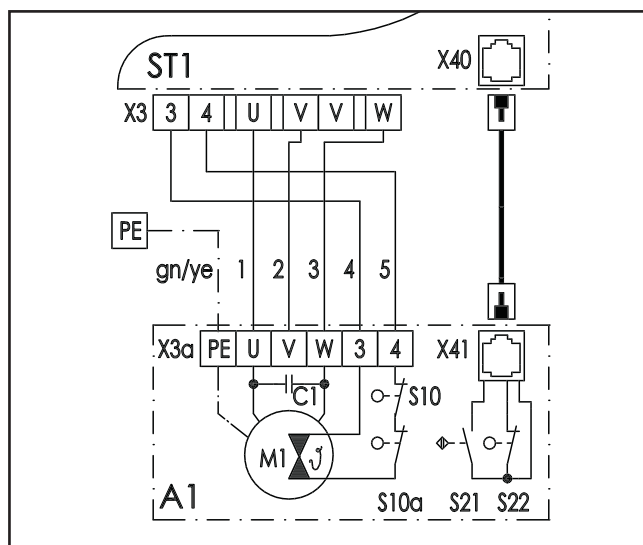 ST1
X40
X3 3 4 U V V W
PE
gn/ye 1 2 3 4 5
X3a PE U V W 3 4 X41
C1 S10
M1 ϑ
A1 S10a S21 S22